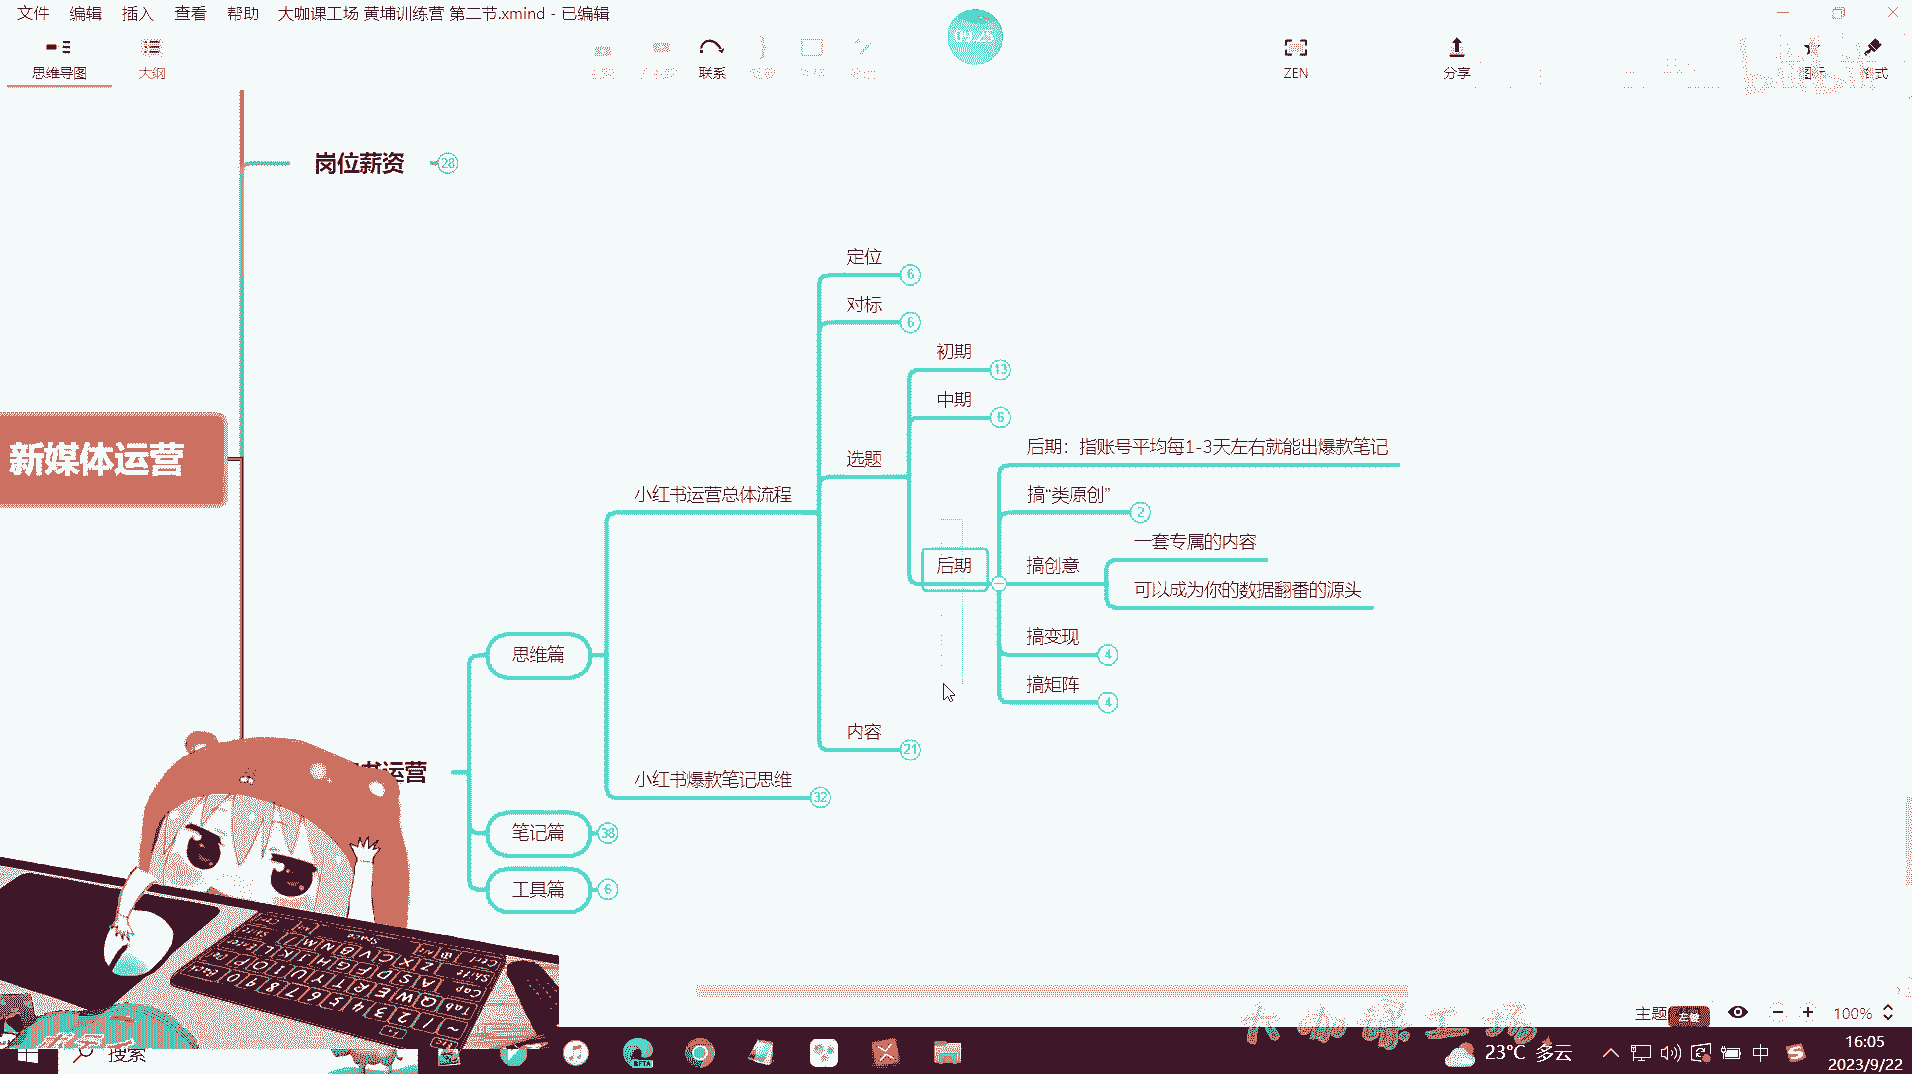 文件 编辑 插入 查看 帮助 大咖课工场 黄埔训练营 第二节.xmind - 已编辑
思维导图 大纲 联系 09:25 ZEN 分享
岗位薪资 28
定位 6
对标 6
初期 13
中期 6
后期：指账号平均每1-3天左右就能出爆款笔记
选题
新媒体运营
小红书运营总体流程
搞“类原创” 2
一套专属的内容
后期
搞创意
可以成为你的数据翻番的源头
搞变现 4
思维篇
搞矩阵 4
内容 21
书运营
小红书爆款笔记思维 32
笔记篇 38
工具篇 6
大咖课工场
主题 左键 100%
搜索
BETA
23°C 多云
中
16:05
2023/9/22